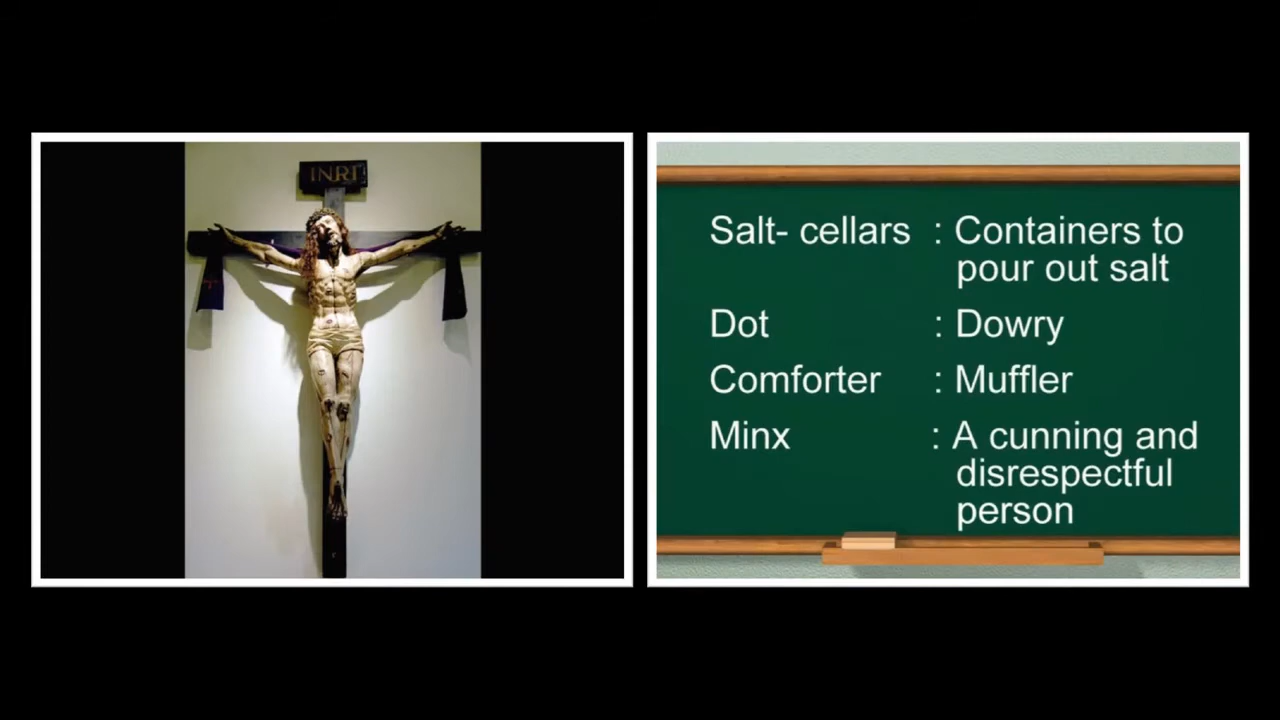 INRI
Salt- cellars : Containers to
pour out salt
Dot : Dowry
Comforter : Muffler
Minx : A cunning and
disrespectful
person